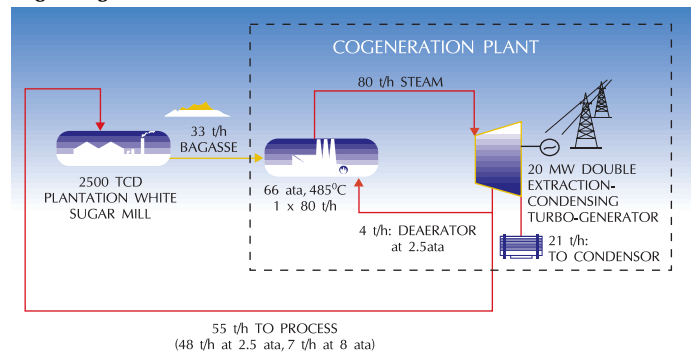 COGENERATION PLANT
80 t/h STEAM
33 t/h
BAGASSE
2500 TCD
PLANTATION WHITE
SUGAR MILL
66 ata, 485⁰C
1 x 80 t/h
20 MW DOUBLE
EXTRACTION-
CONDENSING
TURBO-GENERATOR
4 t/h: DEAERATOR
at 2.5ata
21 t/h:
TO CONDENSOR
55 t/h TO PROCESS
(48 t/h at 2.5 ata, 7 t/h at 8 ata)